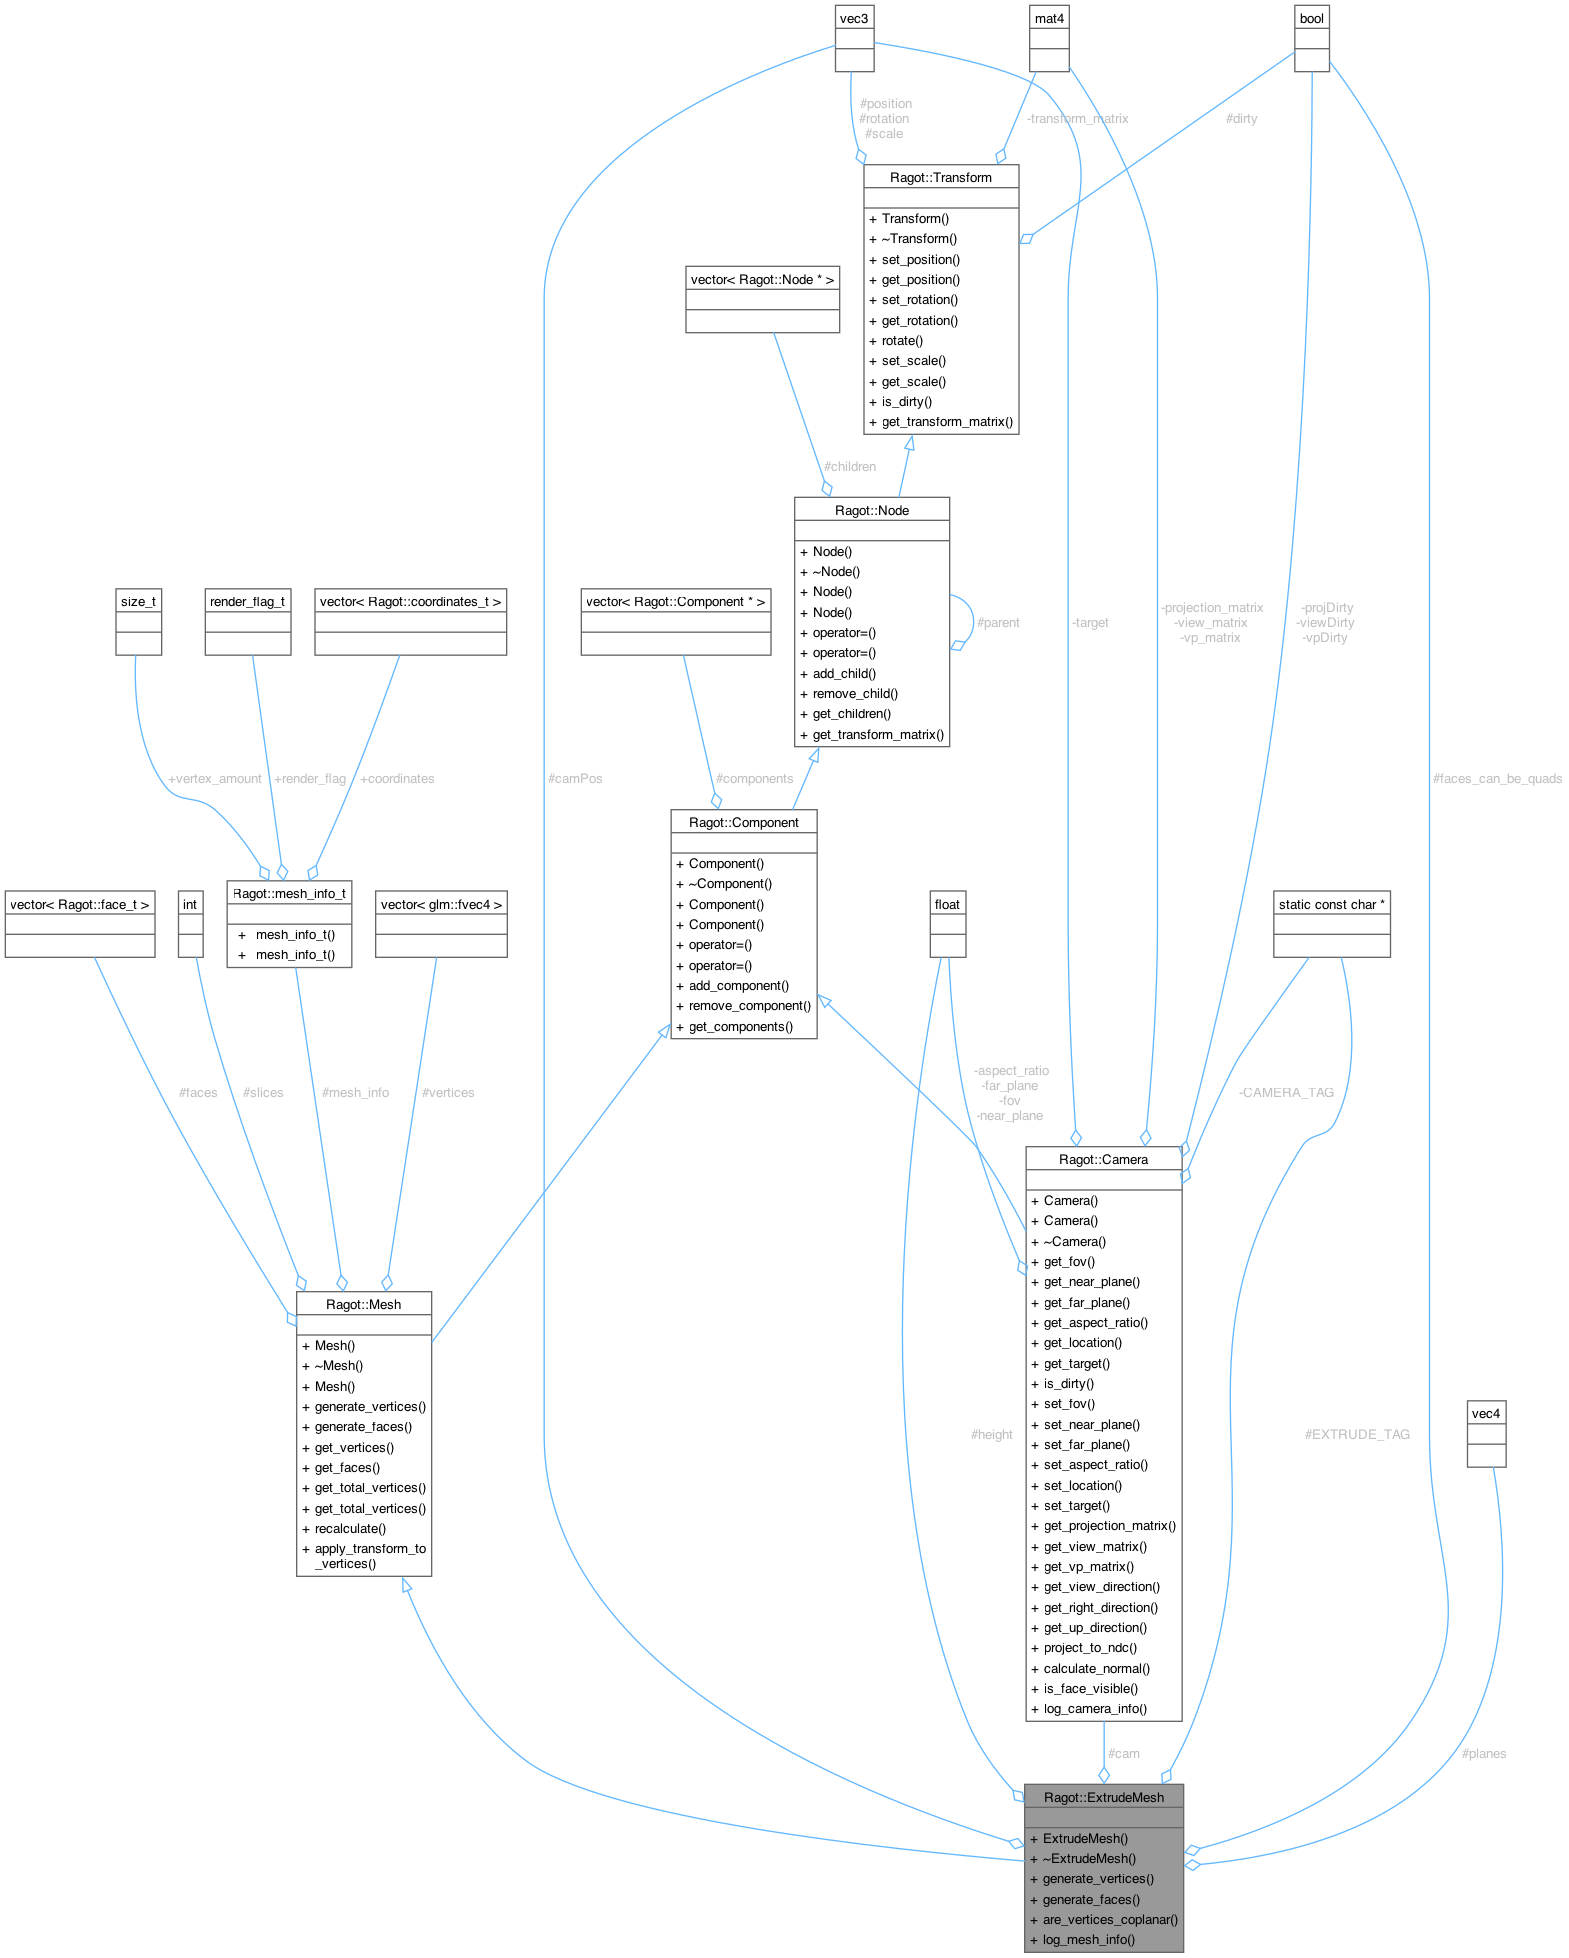 vec3
mat4
bool
#position
#rotation
#scale
-transform_matrix
#dirty
Ragot::Transform
+ Transform()
+ ~Transform()
+ set_position()
+ get_position()
+ set_rotation()
+ get_rotation()
+ rotate()
+ set_scale()
+ get_scale()
+ is_dirty()
+ get_transform_matrix()
vector< Ragot::Node * >
#children
Ragot::Node
+ Node()
+ ~Node()
+ Node()
+ Node()
+ operator=()
+ operator=()
+ add_child()
+ remove_child()
+ get_children()
+ get_transform_matrix()
#parent
-target
-projection_matrix
-view_matrix
-vp_matrix
-projDirty
-viewDirty
-vpDirty
size_t
render_flag_t
vector< Ragot::coordinates_t >
vector< Ragot::Component * >
+vertex_amount
+render_flag
+coordinates
#camPos
#components
#faces_can_be_quads
Ragot::Component
+ Component()
+ ~Component()
+ Component()
+ Component()
+ operator=()
+ operator=()
+ add_component()
+ remove_component()
+ get_components()
vector< Ragot::face_t >
int
Ragot::mesh_info_t
+ mesh_info_t()
+ mesh_info_t()
vector< glm::fvec4 >
float
static const char *
#faces
#slices
#mesh_info
#vertices
-aspect_ratio
-far_plane
-fov
-near_plane
-CAMERA_TAG
Ragot::Camera
+ Camera()
+ Camera()
+ ~Camera()
+ get_fov()
+ get_near_plane()
+ get_far_plane()
+ get_aspect_ratio()
+ get_location()
+ get_target()
+ is_dirty()
+ set_fov()
+ set_near_plane()
+ set_far_plane()
+ set_aspect_ratio()
+ set_location()
+ set_target()
+ get_projection_matrix()
+ get_view_matrix()
+ get_vp_matrix()
+ get_view_direction()
+ get_right_direction()
+ get_up_direction()
+ project_to_ndc()
+ calculate_normal()
+ is_face_visible()
+ log_camera_info()
Ragot::Mesh
+ Mesh()
+ ~Mesh()
+ Mesh()
+ generate_vertices()
+ generate_faces()
+ get_vertices()
+ get_faces()
+ get_total_vertices()
+ get_total_vertices()
+ recalculate()
+ apply_transform_to
_vertices()
#height
#EXTRUDE_TAG
vec4
#cam
#planes
Ragot::ExtrudeMesh
+ ExtrudeMesh()
+ ~ExtrudeMesh()
+ generate_vertices()
+ generate_faces()
+ are_vertices_coplanar()
+ log_mesh_info()